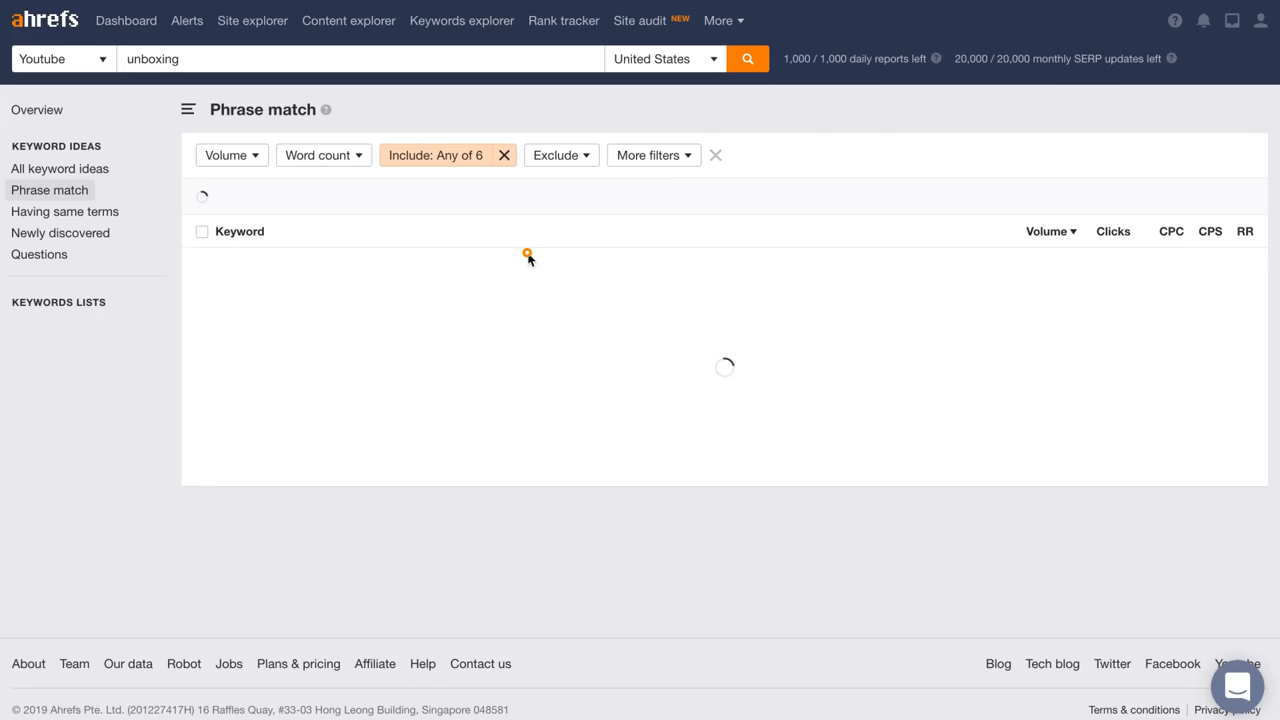 ahrefs Dashboard Alerts Site explorer Content explorer Keywords explorer Rank tracker Site audit NEW More
Youtube unboxing United States 1,000 / 1,000 daily reports left 20,000 / 20,000 monthly SERP updates left
Overview
KEYWORD IDEAS
All keyword ideas
Phrase match
Having same terms
Newly discovered
Questions
KEYWORDS LISTS
Phrase match
Volume Word count Include: Any of 6 Exclude More filters
Keyword Volume Clicks CPC CPS RR
About Team Our data Robot Jobs Plans & pricing Affiliate Help Contact us Blog Tech blog Twitter Facebook
© 2019 Ahrefs Pte. Ltd. (201227417H) 16 Raffles Quay, #33-03 Hong Leong Building, Singapore 048581 Terms & conditions